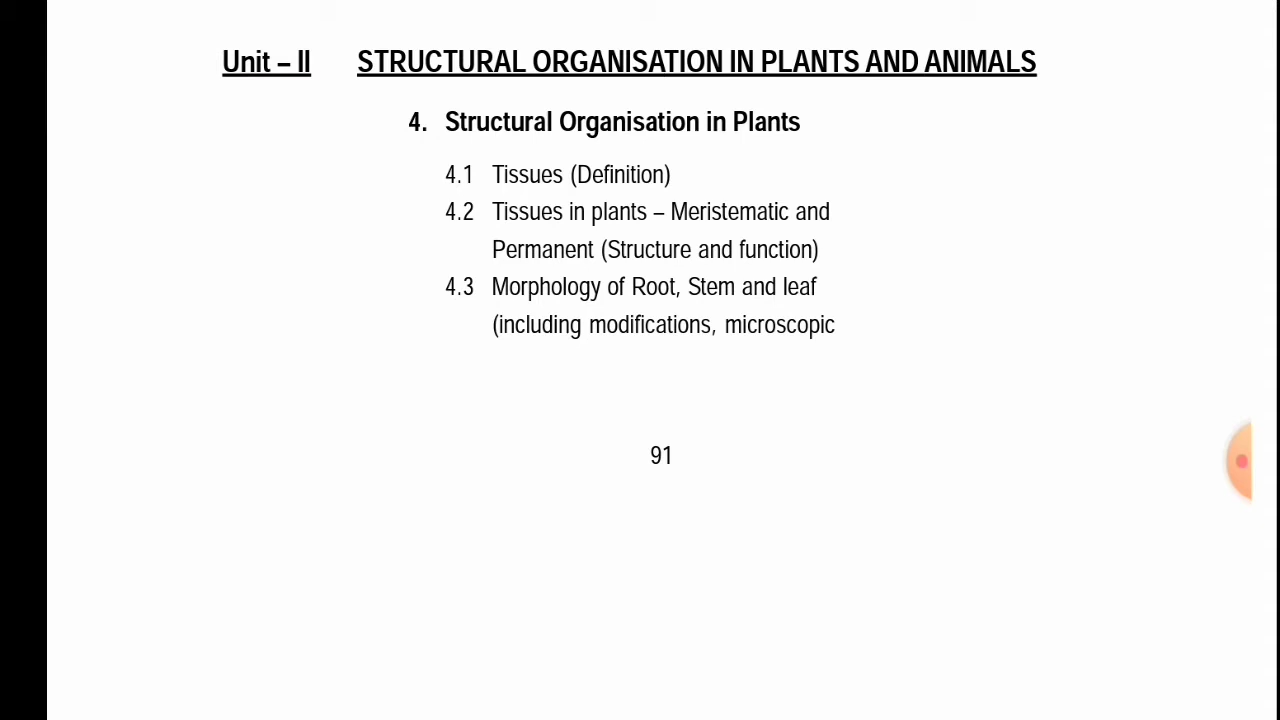 Unit – II STRUCTURAL ORGANISATION IN PLANTS AND ANIMALS
4. Structural Organisation in Plants
4.1 Tissues (Definition)
4.2 Tissues in plants – Meristematic and
Permanent (Structure and function)
4.3 Morphology of Root, Stem and leaf
(including modifications, microscopic
91